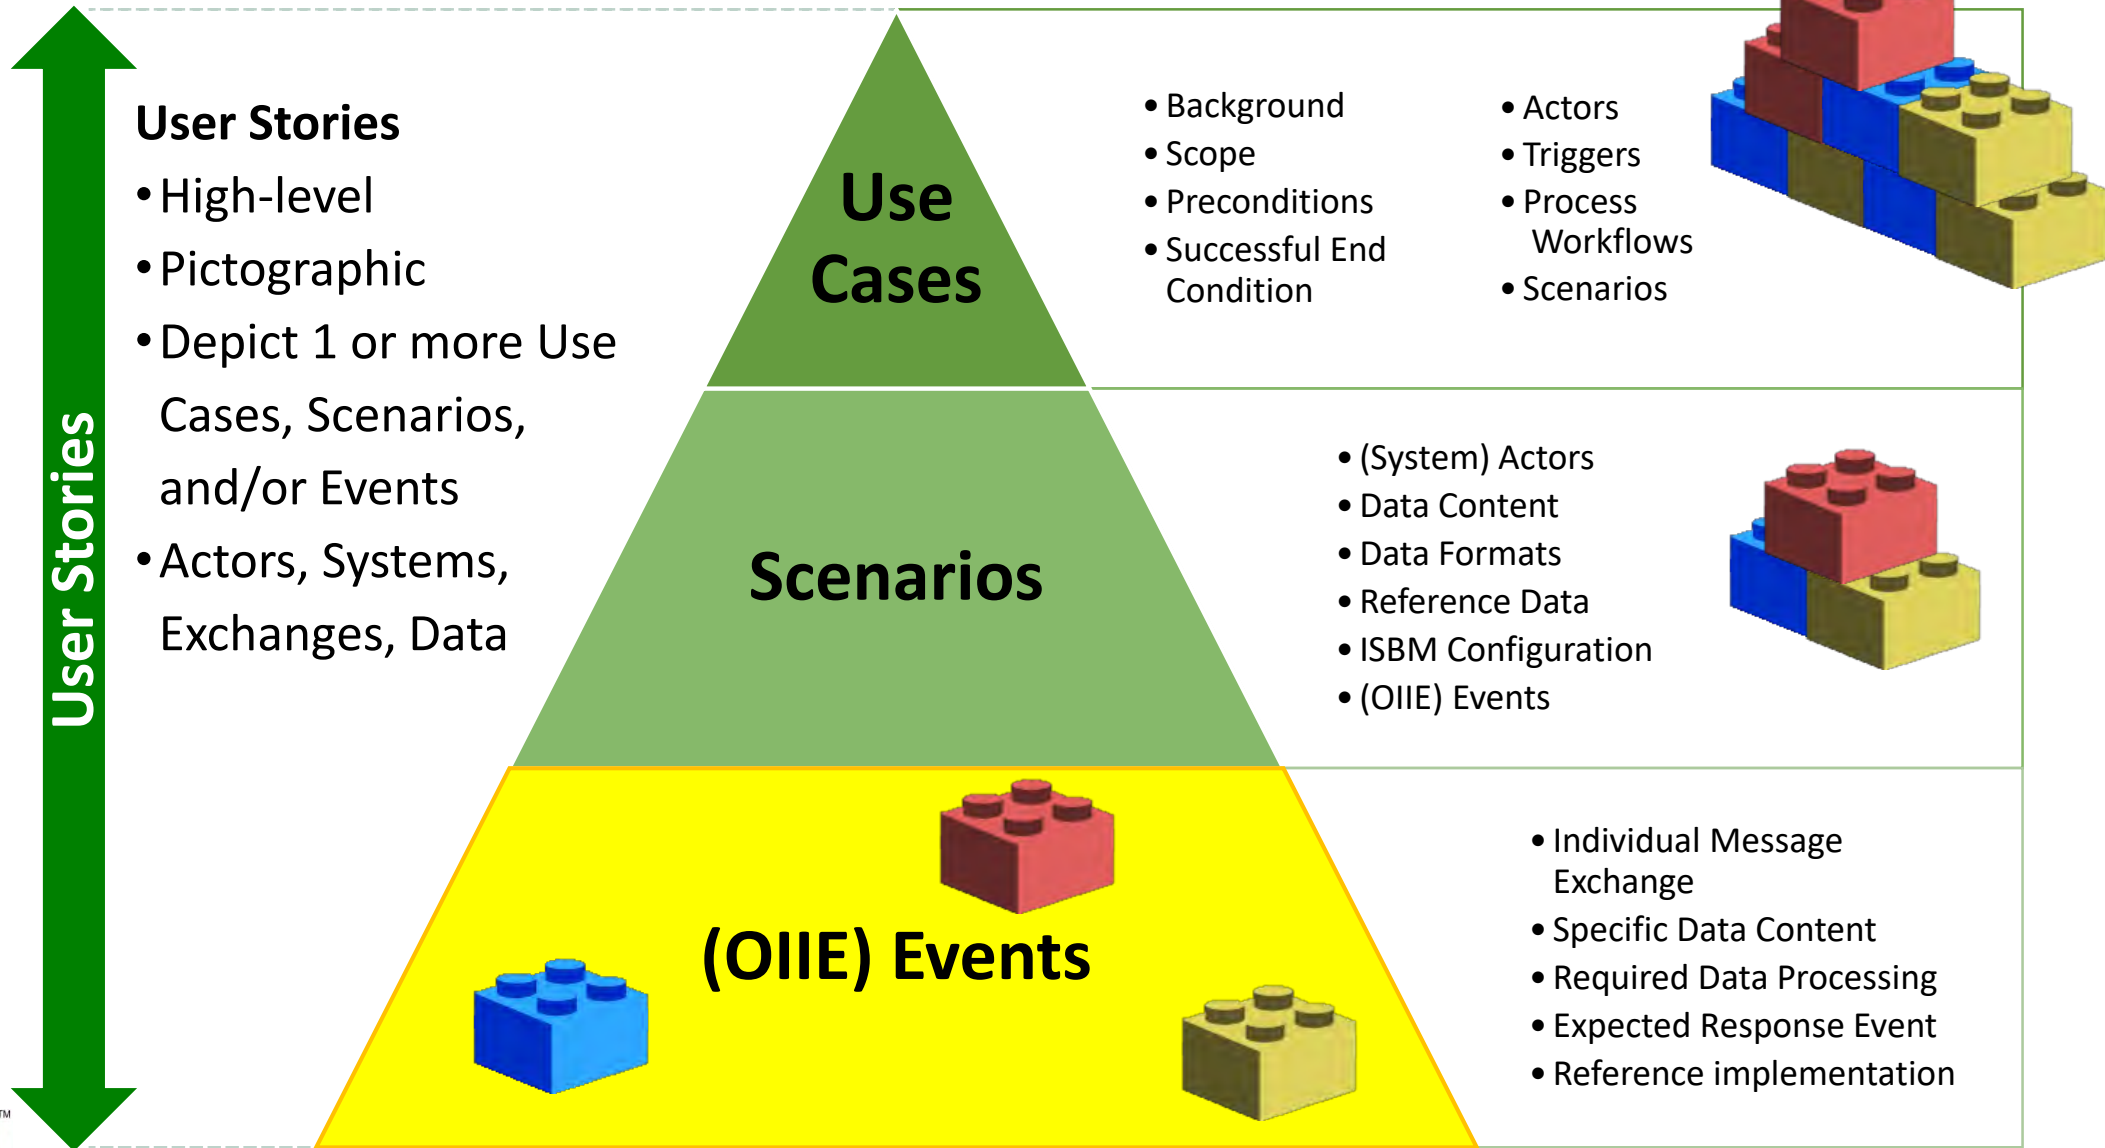 User Stories
User Stories
• High-level
• Pictographic
• Depict 1 or more Use
Cases, Scenarios,
and/or Events
• Actors, Systems,
Exchanges, Data
Use
Cases
• Background
• Scope
• Preconditions
• Successful End
Condition
• Actors
• Triggers
• Process
Workflows
• Scenarios
Scenarios
• (System) Actors
• Data Content
• Data Formats
• Reference Data
• ISBM Configuration
• (OIIE) Events
(OIIE) Events
• Individual Message
Exchange
• Specific Data Content
• Required Data Processing
• Expected Response Event
• Reference implementation
TM